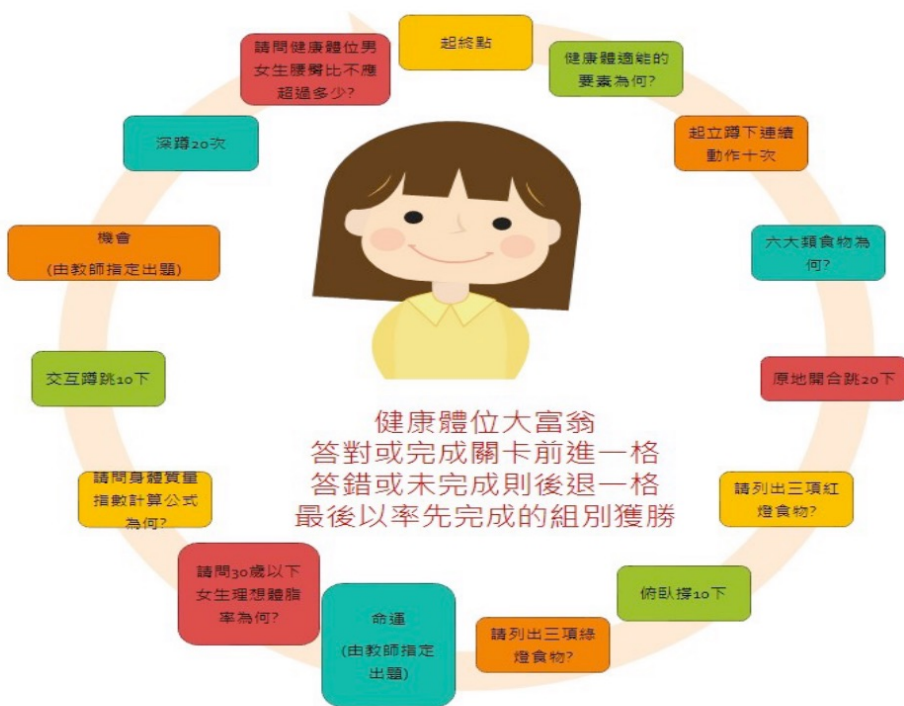 起終點
健康體適能的
要素為何?
起立蹲下連續
動作十次
六大類食物為
何?
原地開合跳20下
請列出三項紅
燈食物?
俯臥撐10下
請列出三項綠
燈食物?
命運
(由教師指定
出題)
請問30歲以下
女生理想體脂
率為何?
請問身體質量
指數計算公式
為何?
交互蹲跳10下
機會
(由教師指定出題)
深蹲20次
請問健康體位男
女生腰臀比不應
超過多少?
健康體位大富翁
答對或完成關卡前進一格
答錯或未完成則後退一格
最後以率先完成的組別獲勝